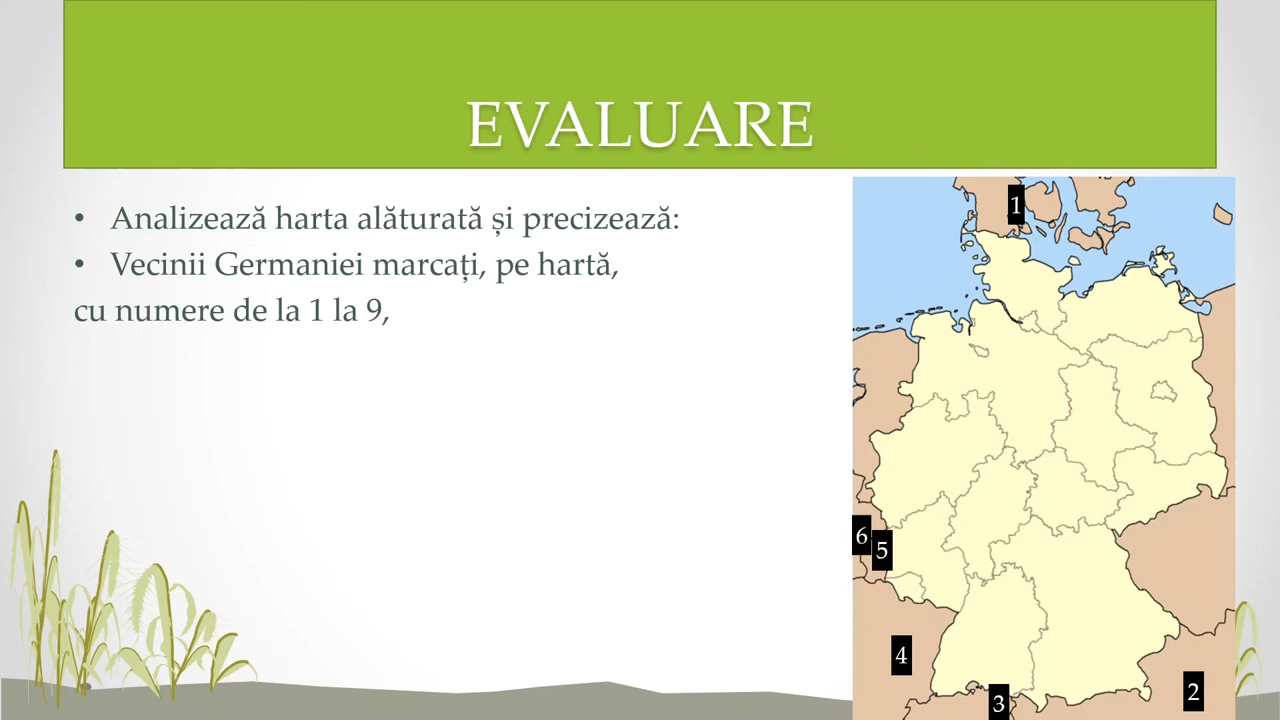 EVALUARE
• Analizează harta alăturată și precizează:
• Vecinii Germaniei marcați, pe hartă,
cu numere de la 1 la 9,
1
6
5
4
2
3